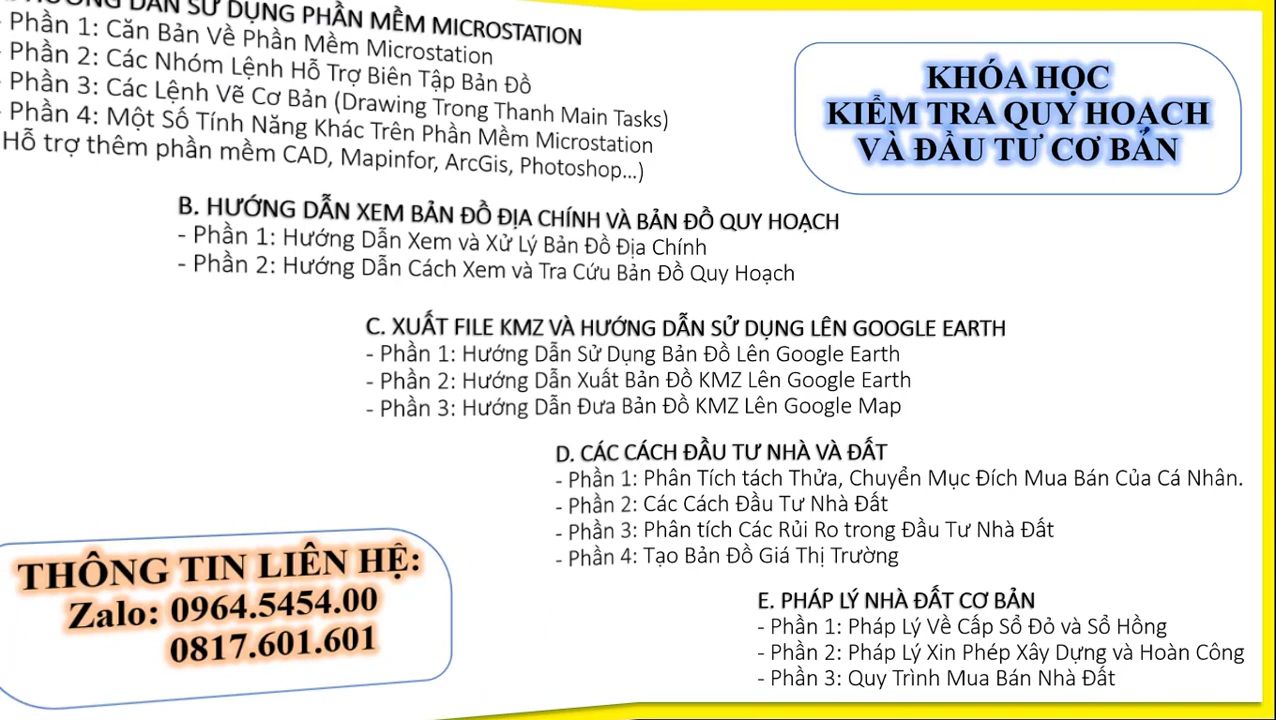 HƯỚNG DẪN SỬ DỤNG PHẦN MỀM MICROSTATION
- Phần 1: Căn Bản Về Phần Mềm Microstation
- Phần 2: Các Nhóm Lệnh Hỗ Trợ Biên Tập Bản Đồ
- Phần 3: Các Lệnh Vẽ Cơ Bản (Drawing Trong Thanh Main Tasks)
- Phần 4: Một Số Tính Năng Khác Trên Phần Mềm Microstation
Hỗ trợ thêm phần mềm CAD, Mapinfor, ArcGis, Photoshop...)
KHÓA HỌC
KIỂM TRA QUY HOẠCH
VÀ ĐẦU TƯ CƠ BẢN
B. HƯỚNG DẪN XEM BẢN ĐỒ ĐỊA CHÍNH VÀ BẢN ĐỒ QUY HOẠCH
- Phần 1: Hướng Dẫn Xem và Xử Lý Bản Đồ Địa Chính
- Phần 2: Hướng Dẫn Cách Xem và Tra Cứu Bản Đồ Quy Hoạch
C. XUẤT FILE KMZ VÀ HƯỚNG DẪN SỬ DỤNG LÊN GOOGLE EARTH
- Phần 1: Hướng Dẫn Sử Dụng Bản Đồ Lên Google Earth
- Phần 2: Hướng Dẫn Xuất Bản Đồ KMZ Lên Google Earth
- Phần 3: Hướng Dẫn Đưa Bản Đồ KMZ Lên Google Map
D. CÁC CÁCH ĐẦU TƯ NHÀ VÀ ĐẤT
- Phần 1: Phân Tích tách Thửa, Chuyển Mục Đích Mua Bán Của Cá Nhân.
- Phần 2: Các Cách Đầu Tư Nhà Đất
- Phần 3: Phân tích Các Rủi Ro trong Đầu Tư Nhà Đất
- Phần 4: Tạo Bản Đồ Giá Thị Trường
E. PHÁP LÝ NHÀ ĐẤT CƠ BẢN
- Phần 1: Pháp Lý Về Cấp Sổ Đỏ và Sổ Hồng
- Phần 2: Pháp Lý Xin Phép Xây Dựng và Hoàn Công
- Phần 3: Quy Trình Mua Bán Nhà Đất
THÔNG TIN LIÊN HỆ:
Zalo: 0964.5454.00
0817.601.601